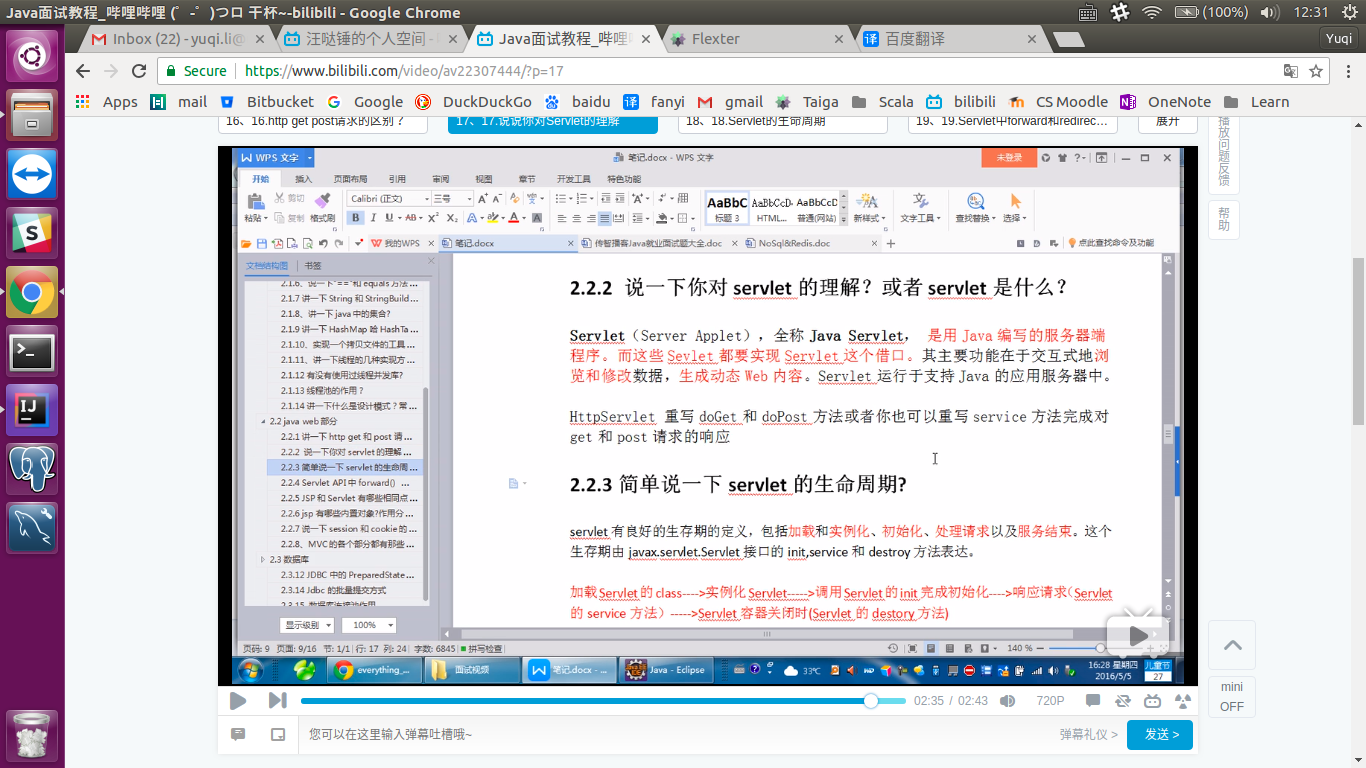 Java面试教程_哔哩哔哩 (゜-゜)つロ 干杯~-bilibili - Google Chrome
(100%)
12:31
Inbox (22) - yuqi.li@
汪哒锤的个人空间 -
Java面试教程_哔哩
Flexter
百度翻译
Yuqi
Secure
https://www.bilibili.com/video/av22307444/?p=17
Apps
mail
Bitbucket
Google
DuckDuckGo
baidu
fanyi
gmail
Taiga
Scala
bilibili
CS Moodle
OneNote
Learn
16、16.http get post请求的区别？
17、17.说说你对Servlet的理解
18、18.Servlet的生命周期
19、19.Servlet中forward和redirec...
展开
播放问题反馈
帮助
WPS 文字
笔记.docx - WPS 文字
未登录
开始
插入
页面布局
引用
审阅
视图
章节
开发工具
特色功能
粘贴
剪切
复制
格式刷
Calibri (正文)
三号
AaBbC
AaBbCcD
AaBbCcD
标题 3
HTML...
普通(网站)
新样式
文字工具
查找替换
选择
我的WPS
笔记.docx
传智播客Java就业面试题大全.doc
NoSql&Redis.doc
点此查找命令及功能
文档结构图
书签
2.1.6、说一下"=="和 equals 方法...
2.1.7 讲一下 String 和 StringBuild...
2.1.8、讲一下 java 中的集合?
2.1.9 讲一下 HashMap 哈 HashTa...
2.1.10、实现一个拷贝文件的工具...
2.1.11、讲一下线程的几种实现方...
2.1.12 有没有使用过线程并发库?
2.1.13 线程池的作用？
2.1.14 讲一下什么是设计模式？常...
2.2 java web 部分
2.2.1 讲一下 http get 和 post 请...
2.2.2 说一下你对 servlet 的理解...
2.2.3 简单说一下 servlet 的生命周...
2.2.4 Servlet API 中 forward() ...
2.2.5 JSP 和 Servlet 有哪些相同点...
2.2.6 jsp 有哪些内置对象?作用分...
2.2.7 说一下 session 和 cookie 的...
2.2.8、MVC 的各个部分都有那些...
2.3 数据库
2.3.12 JDBC 中的 PreparedState...
2.3.14 Jdbc 的批量提交方式
显示级别
100%
2.2.2 说一下你对 servlet 的理解？或者 servlet 是什么？
Servlet（Server Applet），全称 Java Servlet， 是用 Java 编写的服务器端
程序。而这些 Sevlet 都要实现 Servlet 这个借口。其主要功能在于交互式地浏
览和修改数据，生成动态 Web 内容。Servlet 运行于支持 Java 的应用服务器中。
HttpServlet 重写 doGet 和 doPost 方法或者你也可以重写 service 方法完成对
get 和 post 请求的响应
2.2.3 简单说一下 servlet 的生命周期?
servlet 有良好的生存期的定义，包括加载和实例化、初始化、处理请求以及服务结束。这个
生存期由 javax.servlet.Servlet 接口的 init,service 和 destroy 方法表达。
加载 Servlet 的 class---->实例化 Servlet----->调用 Servlet 的 init 完成初始化---->响应请求（Servlet
的 service 方法）----->Servlet 容器关闭时(Servlet 的 destory 方法)
页码: 9
页面: 9/16
节: 1/1
行: 17
列: 24
字数: 6845
拼写检查
140 %
everything_...
面试视频
笔记.docx - ...
Java - Eclipse
33℃
16:28 星期四
2016/5/5
儿童节
27
02:35 / 02:43
720P
您可以在这里输入弹幕吐槽哦~
弹幕礼仪 >
发送 >
mini
OFF